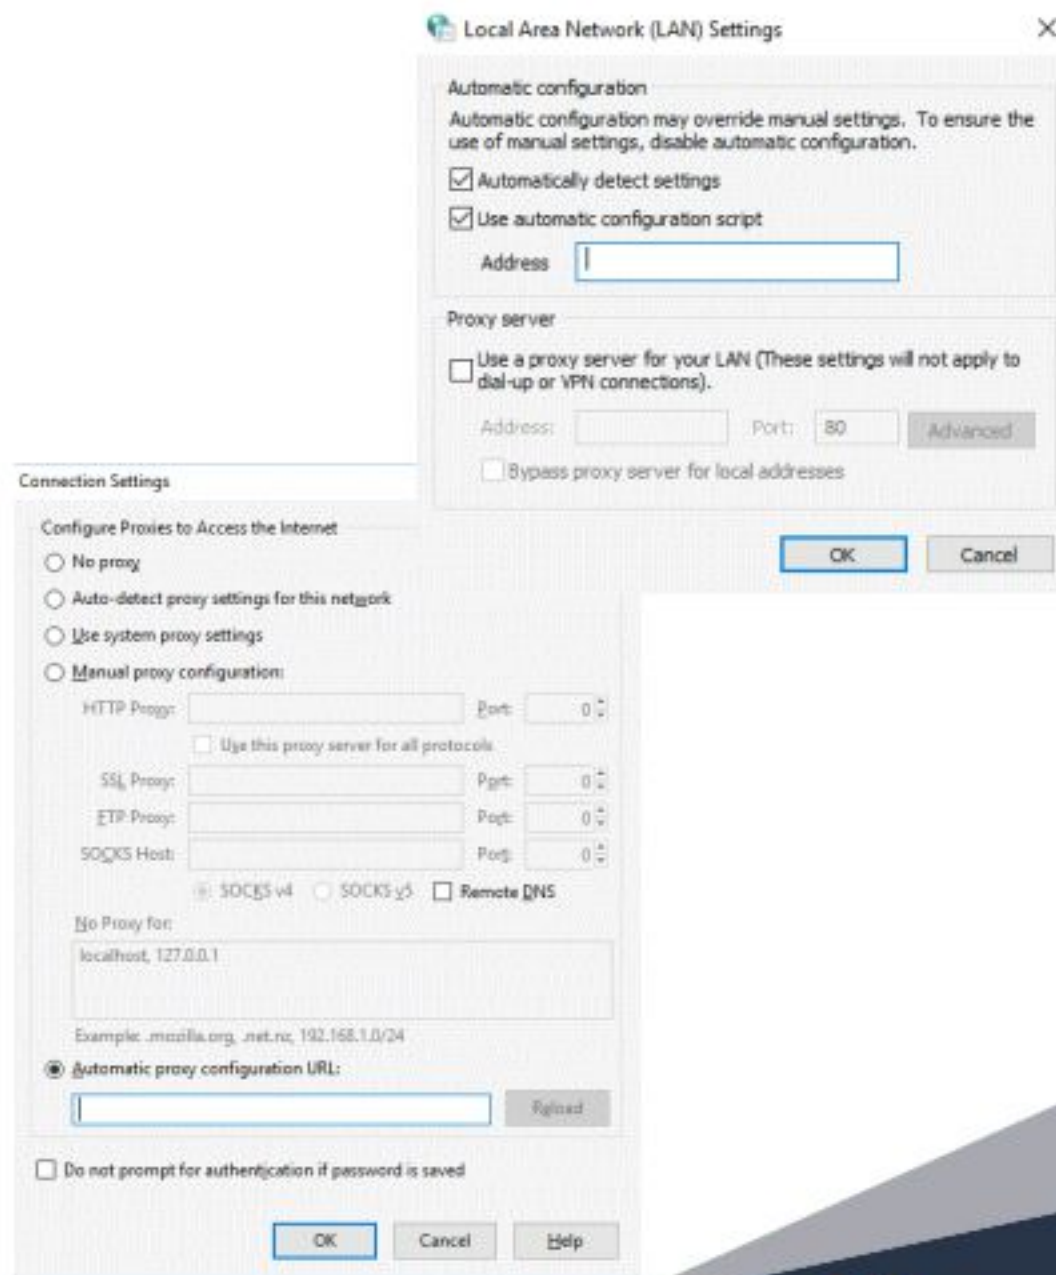 Local Area Network (LAN) Settings
Automatic configuration
Automatic configuration may override manual settings. To ensure the
use of manual settings, disable automatic configuration.
Automatically detect settings
Use automatic configuration script
Address
Proxy server
Use a proxy server for your LAN (These settings will not apply to
dial-up or VPN connections).
Address: Port: 80 Advanced
Bypass proxy server for local addresses
OK Cancel
Connection Settings
Configure Proxies to Access the Internet
No proxy
Auto-detect proxy settings for this network
Use system proxy settings
Manual proxy configuration:
HTTP Proxy: Port: 0
Use this proxy server for all protocols
SSL Proxy: Port: 0
FTP Proxy: Port: 0
SOCKS Host: Port: 0
SOCKS v4 SOCKS v5 Remote DNS
No Proxy for:
localhost, 127.0.0.1
Example: .mozilla.org, .net.nz, 192.168.1.0/24
Automatic proxy configuration URL:
Reload
Do not prompt for authentication if password is saved
OK Cancel Help